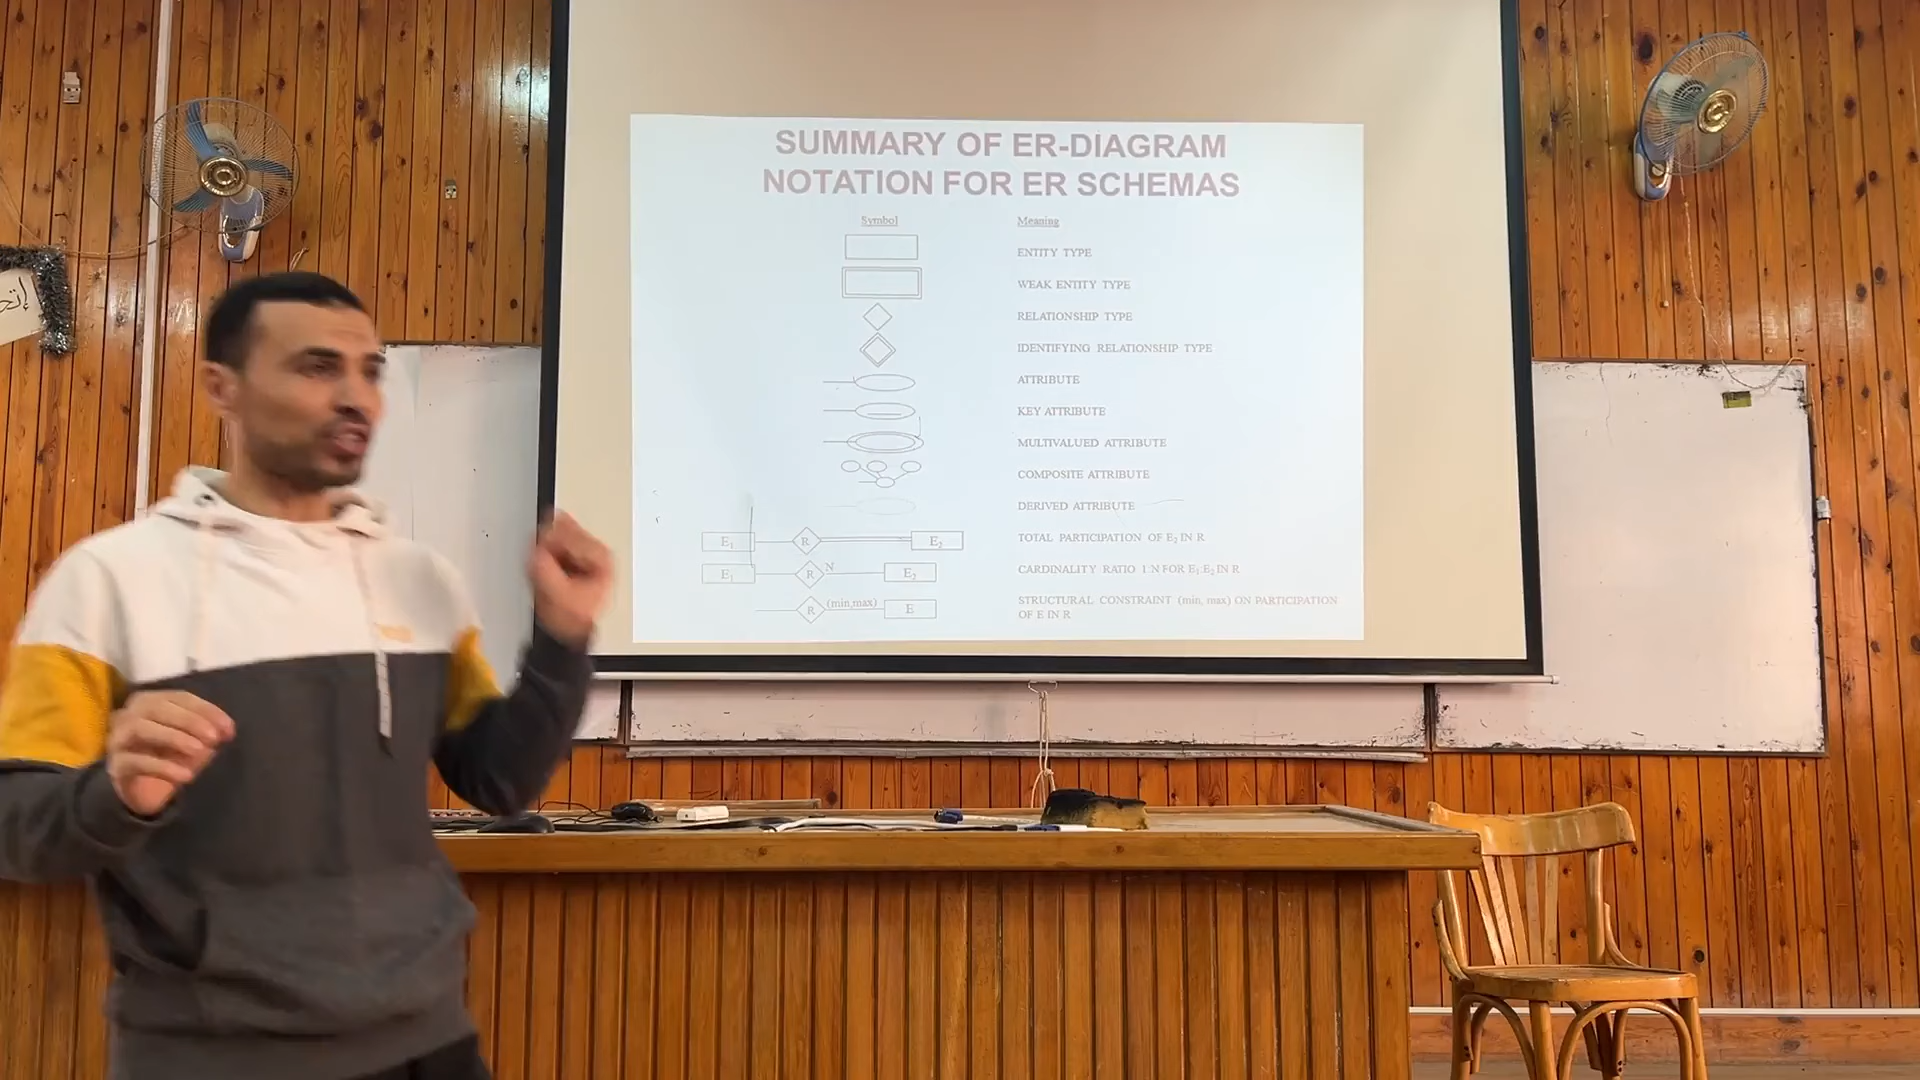 SUMMARY OF ER-DIAGRAM
NOTATION FOR ER SCHEMAS
Symbol Meaning
ENTITY TYPE
WEAK ENTITY TYPE
RELATIONSHIP TYPE
IDENTIFYING RELATIONSHIP TYPE
ATTRIBUTE
KEY ATTRIBUTE
MULTIVALUED ATTRIBUTE
COMPOSITE ATTRIBUTE
DERIVED ATTRIBUTE
E₁ R E₂ TOTAL PARTICIPATION OF E₂ IN R
E₁ R N E₂ CARDINALITY RATIO 1:N FOR E₁:E₂ IN R
R (min,max) E STRUCTURAL CONSTRAINT (min, max) ON PARTICIPATION
OF E IN R